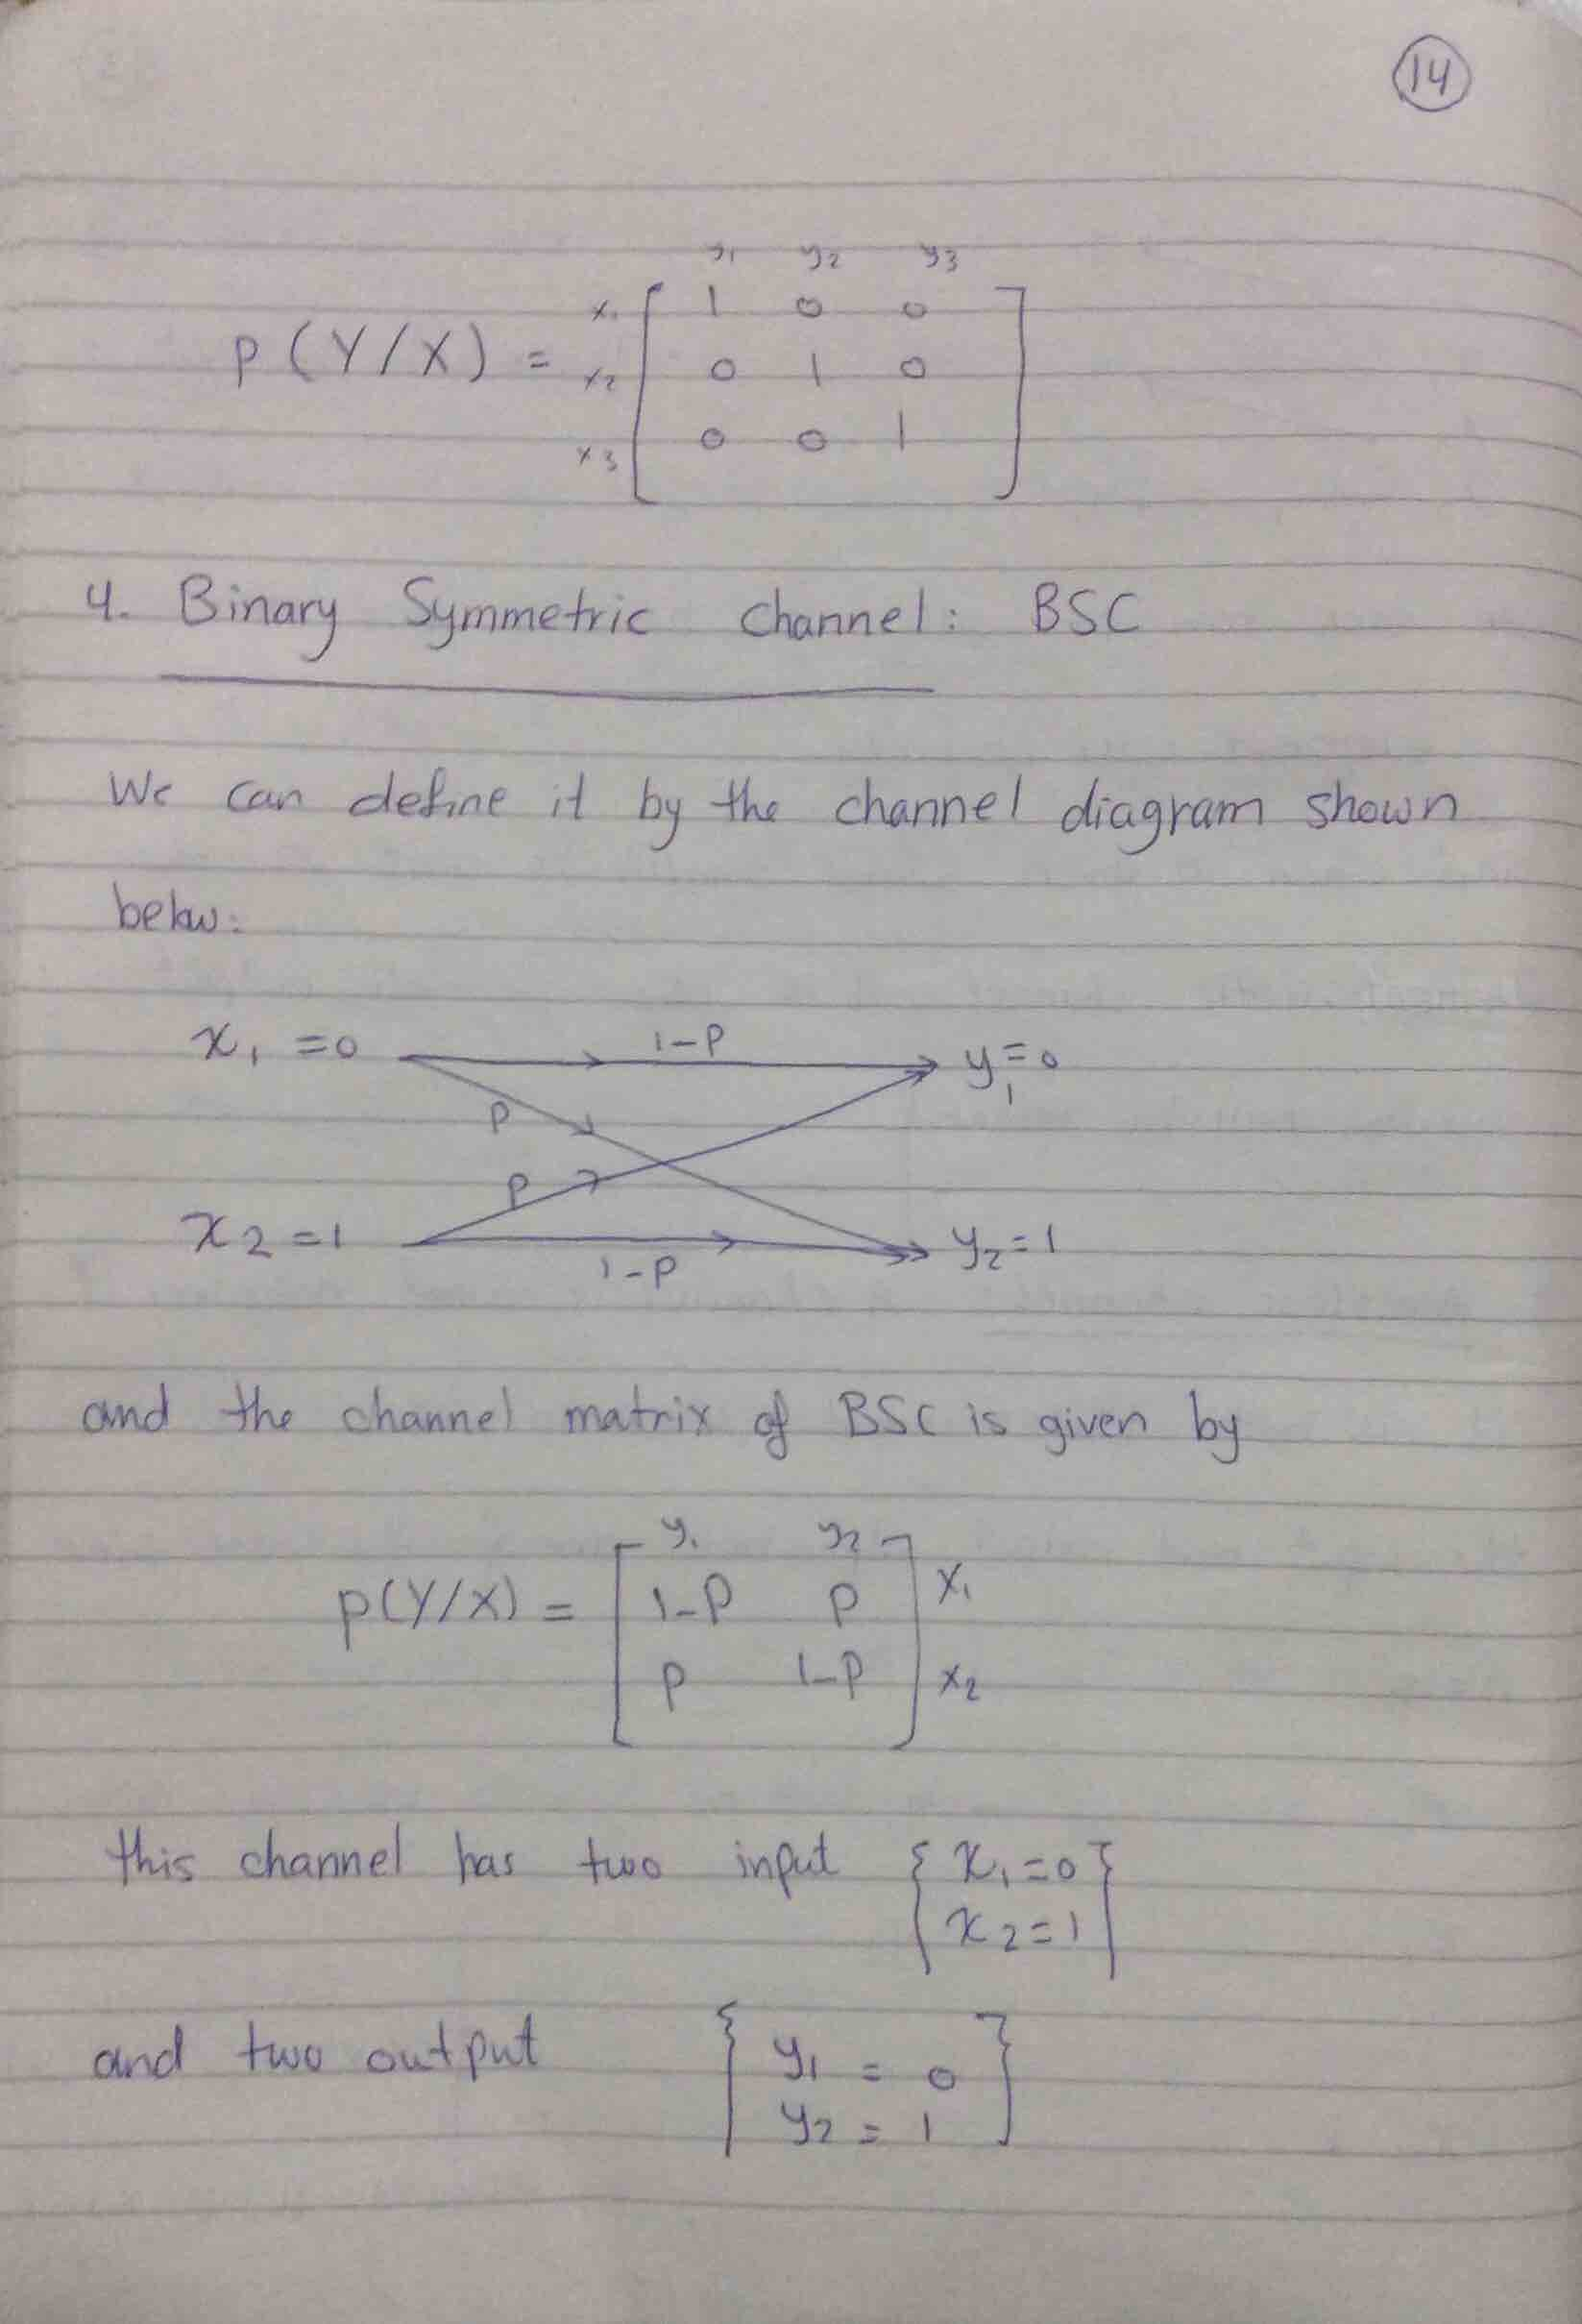 14
y1 y2 y3
x1 1 0 0
P(Y/X) = x2 0 1 0
x3 0 0 1
4. Binary Symmetric channel: BSC
We can define it by the channel diagram shown
below:
x1 =0 1-P y1=0
P
P
x2=1 1-P y2=1
and the channel matrix of BSC is given by
y1 y2
P(Y/X) = [ 1-P P ] x1
[ P 1-P ] x2
this channel has two input { x1=0 }
{ x2=1 }
and two output { y1 = 0 }
{ y2 = 1 }